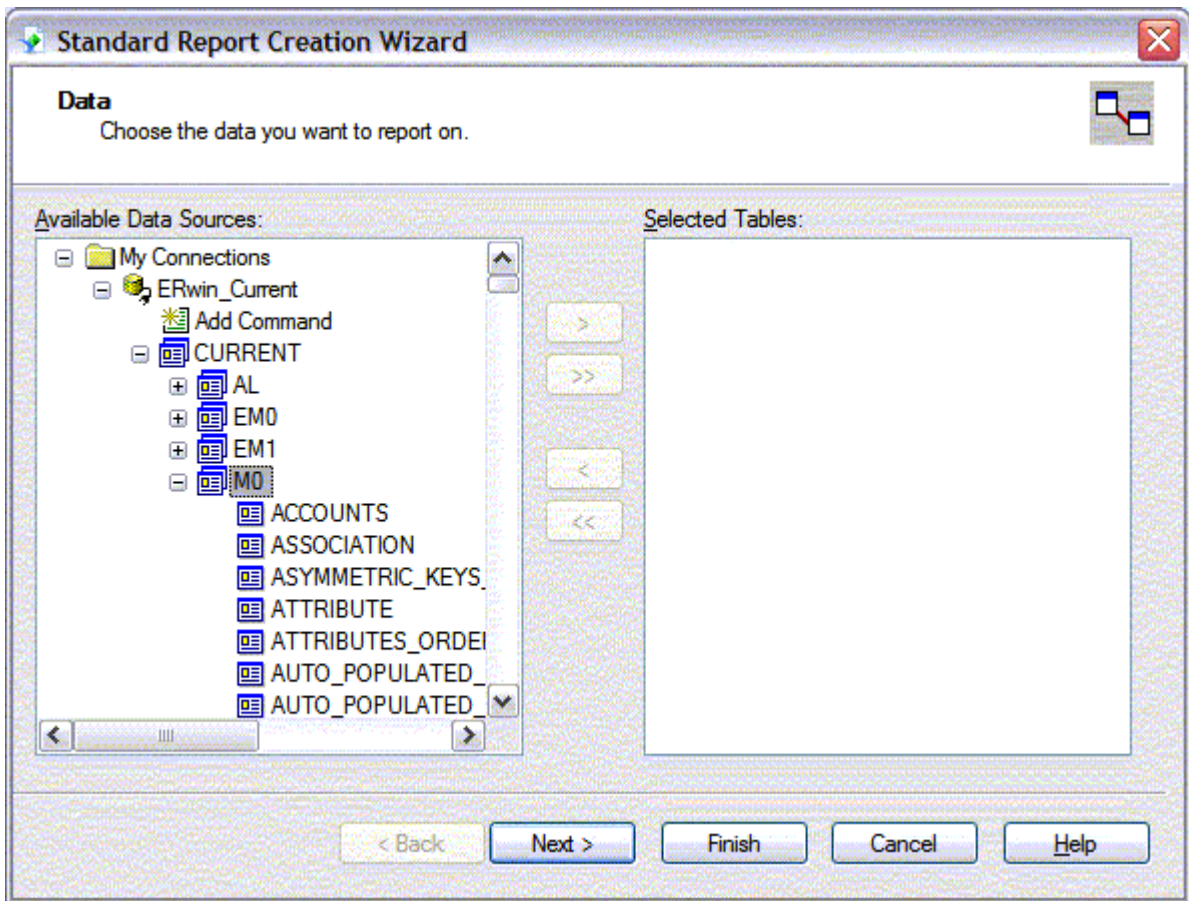 Standard Report Creation Wizard
Data
Choose the data you want to report on.
Available Data Sources:
Selected Tables:
My Connections
ERwin_Current
Add Command
CURRENT
AL
EM0
EM1
M0
ACCOUNTS
ASSOCIATION
ASYMMETRIC_KEYS_
ATTRIBUTE
ATTRIBUTES_ORDE
AUTO_POPULATED_
AUTO_POPULATED_
>
>>
<
<<
< Back
Next >
Finish
Cancel
Help